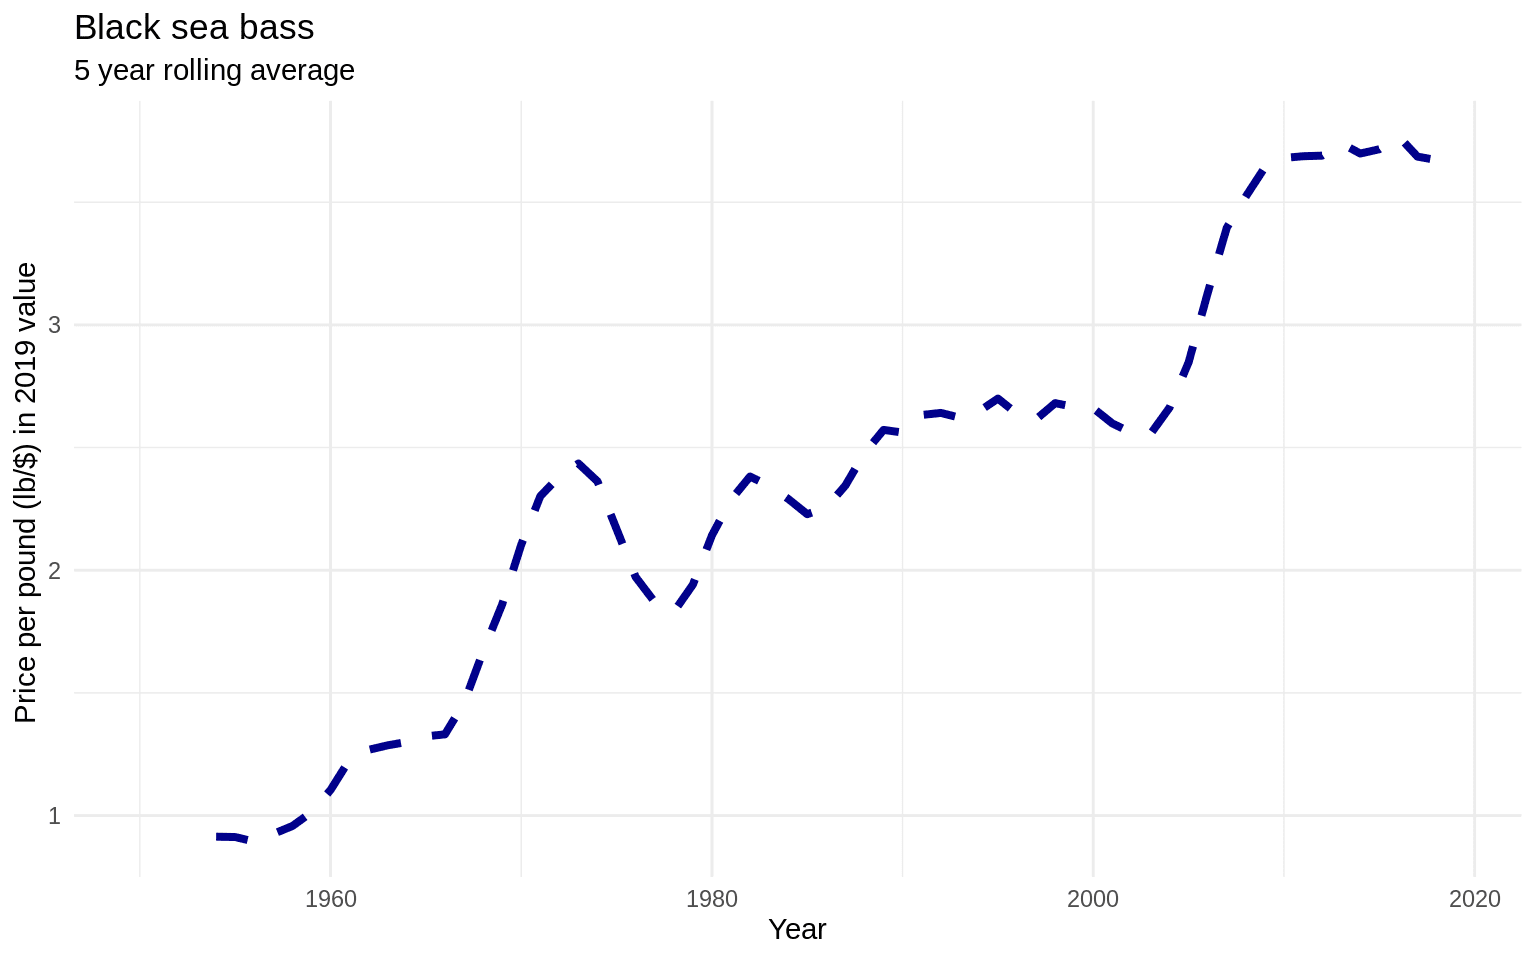 Black sea bass
5 year rolling average
Price per pound (lb/$) in 2019 value
3
2
1
1960
1980
2000
2020
Year